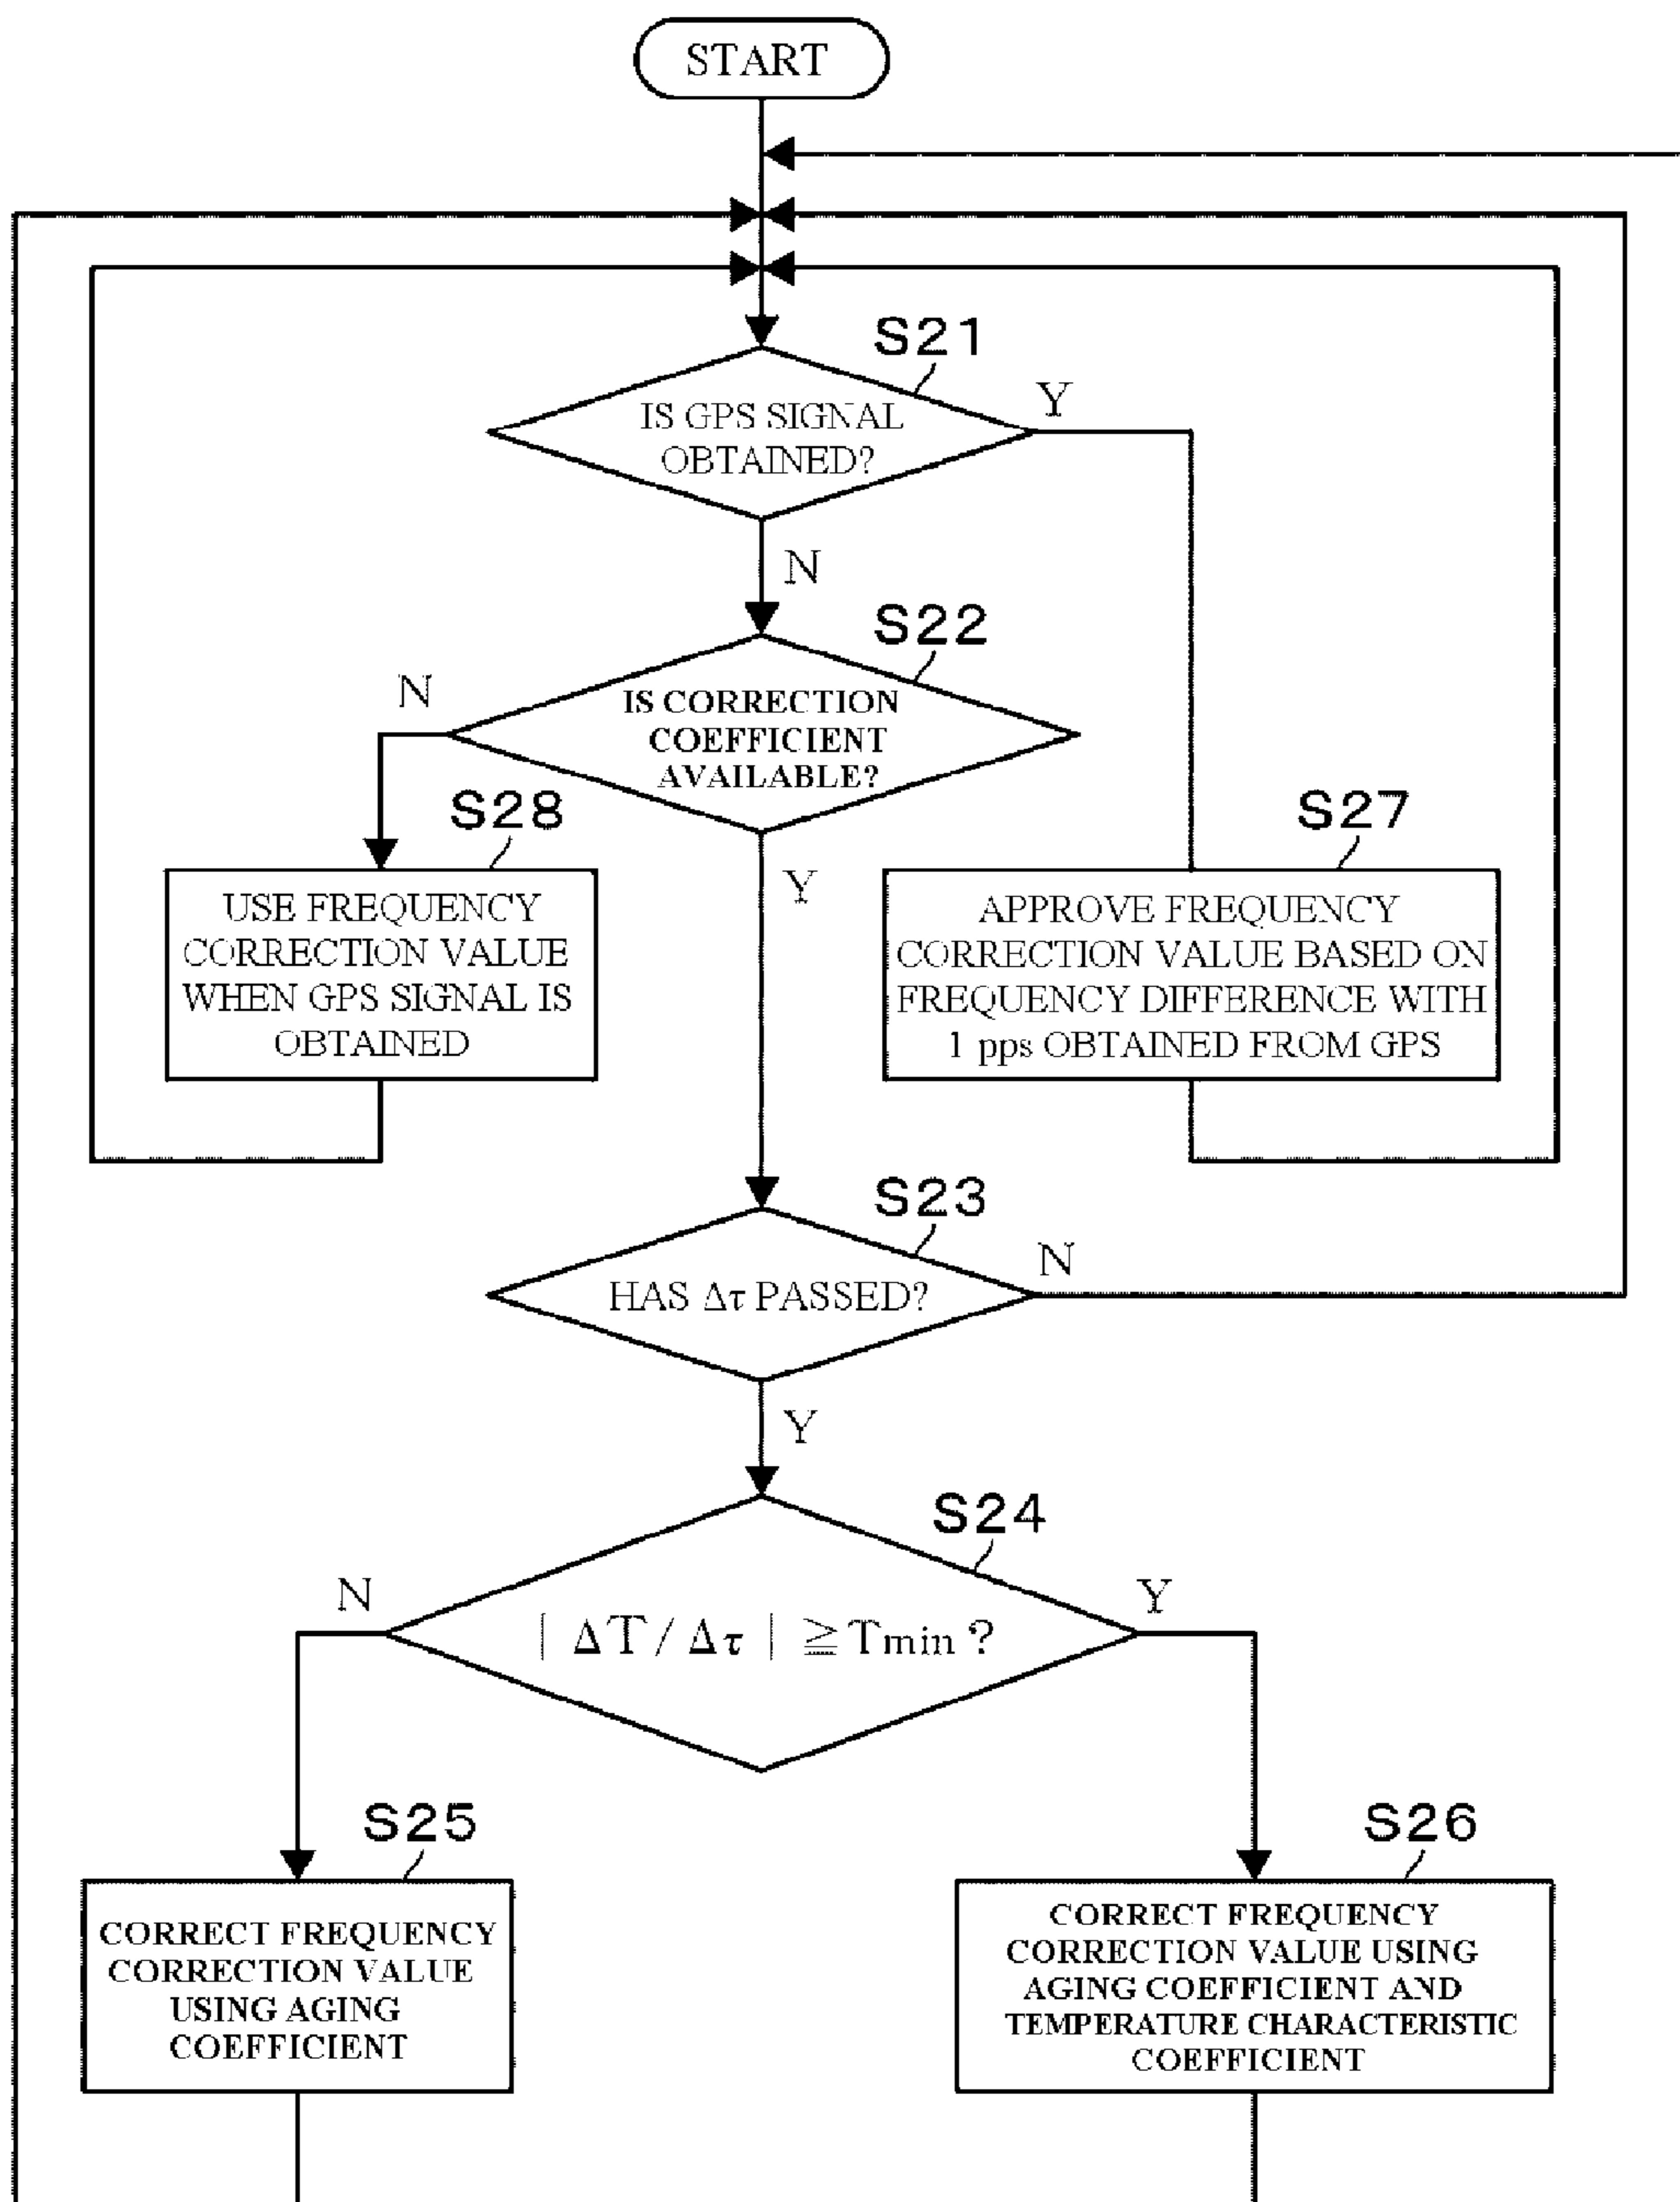 START
S21
Y
IS GPS SIGNAL
OBTAINED?
N
S22
N
IS CORRECTION
COEFFICIENT
AVAILABLE?
S28
S27
Y
USE FREQUENCY
CORRECTION VALUE
WHEN GPS SIGNAL IS
OBTAINED
APPROVE FREQUENCY
CORRECTION VALUE BASED ON
FREQUENCY DIFFERENCE WITH
1 pps OBTAINED FROM GPS
S23
N
HAS Δτ PASSED?
Y
S24
N
Y
| ΔT / Δτ | ≧ Tmin ?
S25
S26
CORRECT FREQUENCY
CORRECTION VALUE
USING AGING
COEFFICIENT
CORRECT FREQUENCY
CORRECTION VALUE USING
AGING COEFFICIENT AND
TEMPERATURE CHARACTERISTIC
COEFFICIENT